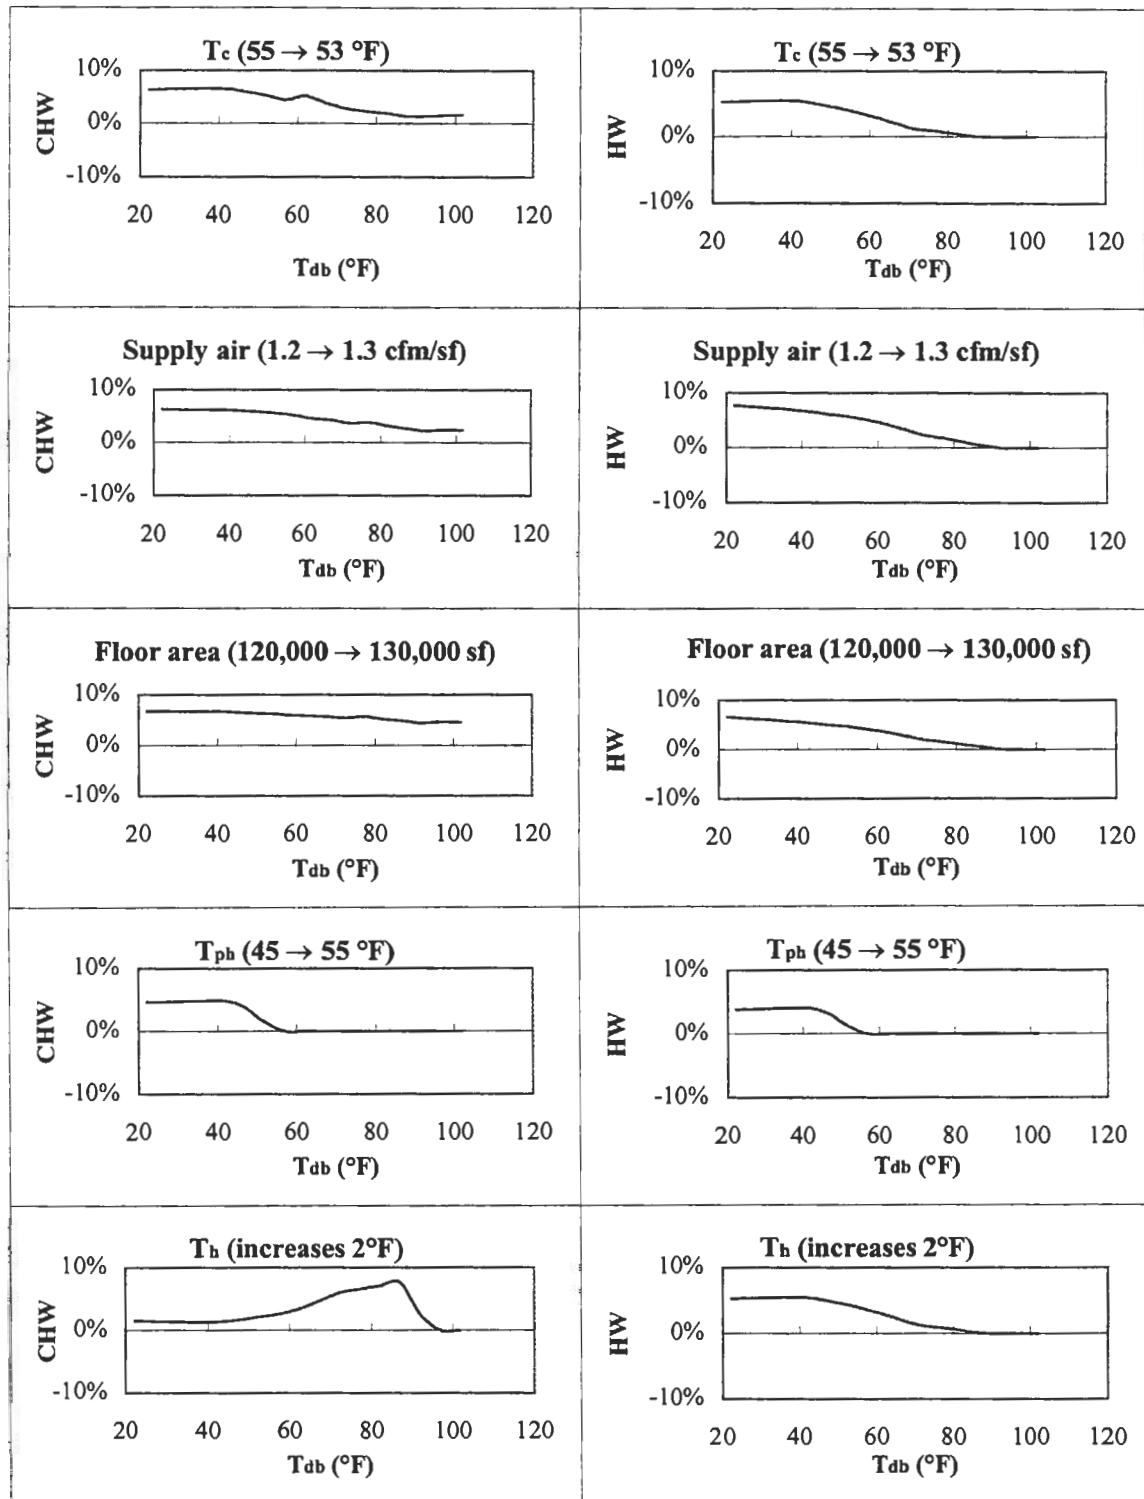 Tc (55 → 53 °F)
10%
0%
-10%
CHW
20 40 60 80 100 120
Tdb (°F)
Tc (55 → 53 °F)
10%
0%
-10%
HW
20 40 60 80 100 120
Tdb (°F)
Supply air (1.2 → 1.3 cfm/sf)
10%
0%
-10%
CHW
20 40 60 80 100 120
Tdb (°F)
Supply air (1.2 → 1.3 cfm/sf)
10%
0%
-10%
HW
20 40 60 80 100 120
Tdb (°F)
Floor area (120,000 → 130,000 sf)
10%
0%
-10%
CHW
20 40 60 80 100 120
Tdb (°F)
Floor area (120,000 → 130,000 sf)
10%
0%
-10%
HW
20 40 60 80 100 120
Tdb (°F)
Tph (45 → 55 °F)
10%
0%
-10%
CHW
20 40 60 80 100 120
Tdb (°F)
Tph (45 → 55 °F)
10%
0%
-10%
HW
20 40 60 80 100 120
Tdb (°F)
Th (increases 2°F)
10%
0%
-10%
CHW
20 40 60 80 100 120
Tdb (°F)
Th (increases 2°F)
10%
0%
-10%
HW
20 40 60 80 100 120
Tdb (°F)